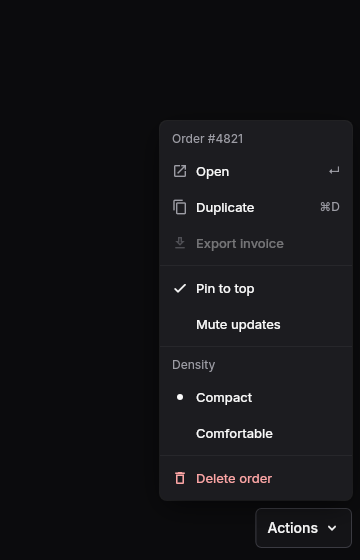 Order #4821
Open ↵
Duplicate ⌘D
Export invoice
Pin to top
Mute updates
Density
Compact
Comfortable
Delete order
Actions